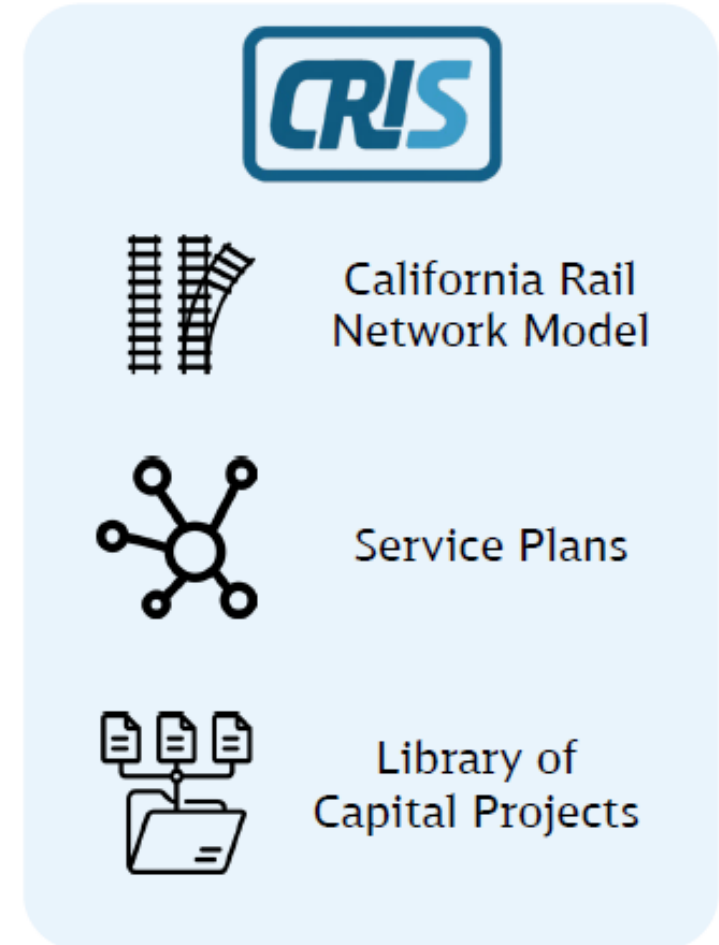 CRIS
California Rail
Network Model
Service Plans
Library of
Capital Projects